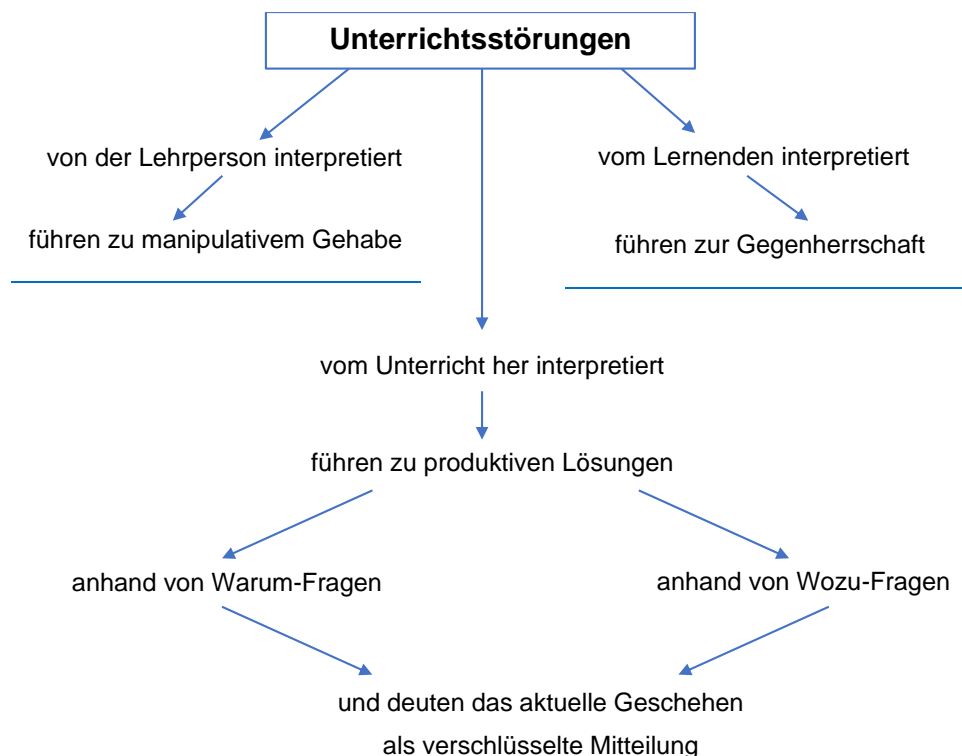 Unterrichtsstörungen
von der Lehrperson interpretiert
vom Lernenden interpretiert
führen zu manipulativem Gehabe
führen zur Gegenherrschaft
vom Unterricht her interpretiert
führen zu produktiven Lösungen
anhand von Warum-Fragen
anhand von Wozu-Fragen
und deuten das aktuelle Geschehen
als verschlüsselte Mitteilung